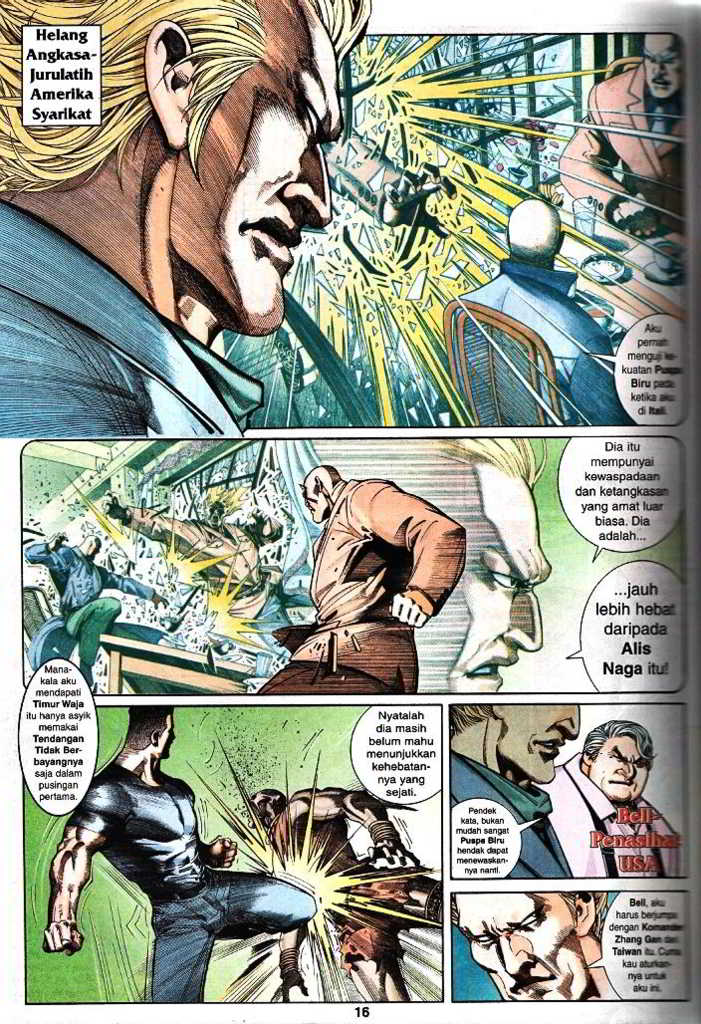 Helang
Angkasa-
Jurulatih
Amerika
Syarikat
Aku
pernah
menguji ke-
kuatan Puspa
Biru pada
ketika aku
di Itali.
Dia itu
mempunyai
kewaspadaan
dan ketangkasan
yang amat luar
biasa. Dia
adalah...
...jauh
lebih hebat
daripada
Alis
Naga itu!
Mana-
kala aku
mendapati
Timur Waja
itu hanya asyik
memakai
Tendangan
Tidak Ber-
bayangnya
saja dalam
pusingan
pertama.
Nyatalah
dia masih
belum mahu
menunjukkan
kehebatan-
nya yang
sejati.
Pendek
kata, bukan
mudah sangat
Puspa Biru
hendak dapat
menewaskan-
nya nanti.
Bell-
Penasihat
USA
Bell, aku
harus berjumpa
dengan Komander
Zhang Gan dari
Taiwan itu. Cuma
kau aturkan-
nya untuk
aku ini.
16